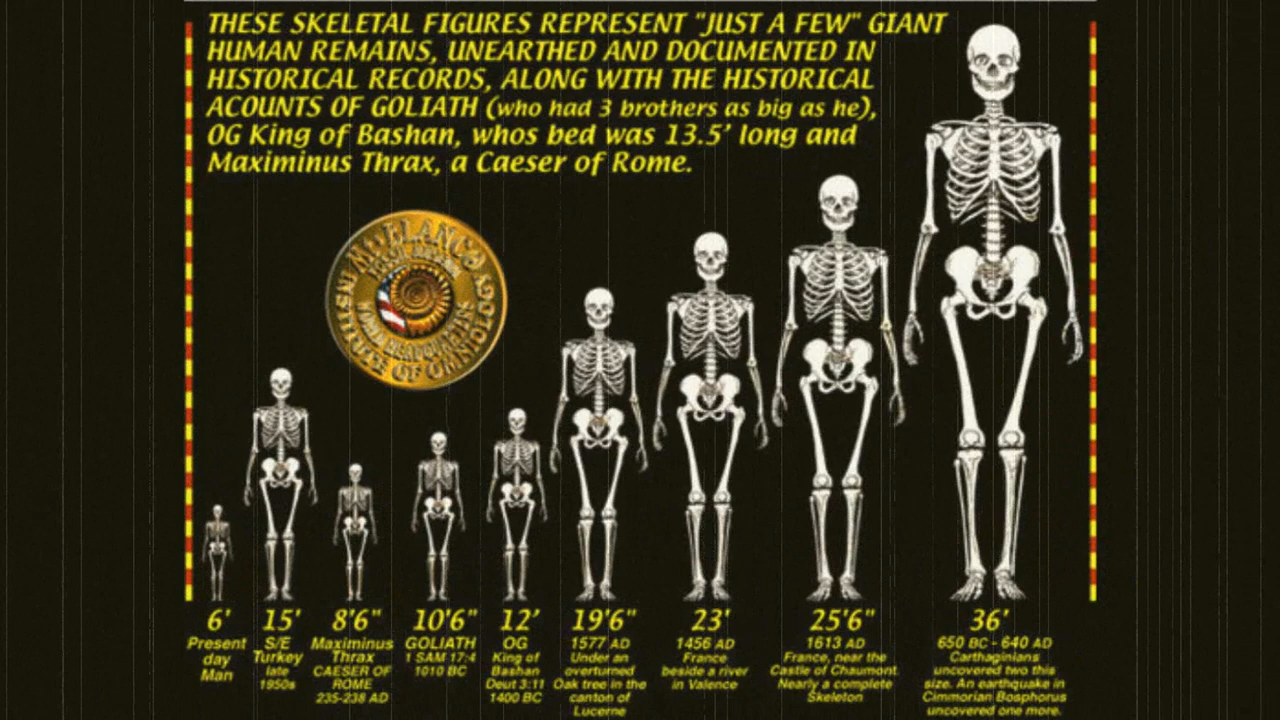 THESE SKELETAL FIGURES REPRESENT "JUST A FEW" GIANT
HUMAN REMAINS, UNEARTHED AND DOCUMENTED IN
HISTORICAL RECORDS, ALONG WITH THE HISTORICAL
ACOUNTS OF GOLIATH (who had 3 brothers as big as he),
OG King of Bashan, whos bed was 13.5' long and
Maximinus Thrax, a Caeser of Rome.
MT. BLANCO
INSTITUTE OF OMNIOLOGY
WORLD HEADQUARTERS
6'
Present
day
Man
15'
S/E
Turkey
late
1950s
8'6"
Maximinus
Thrax
CAESER OF
ROME
235-238 AD
10'6"
GOLIATH
1 SAM 17:4
1010 BC
12'
OG
King of
Bashan
Deut 3:11
1400 BC
19'6"
1577 AD
Under an
overturned
Oak tree in the
canton of
Lucerne
23'
1456 AD
France
beside a river
in Valence
25'6"
1613 AD
France, near the
Castle of Chaumont
Nearly a complete
Skeleton
36'
650 BC - 640 AD
Carthaginians
uncovered two this
size. An earthquake in
Cimmorian Bosphorus
uncovered one more.